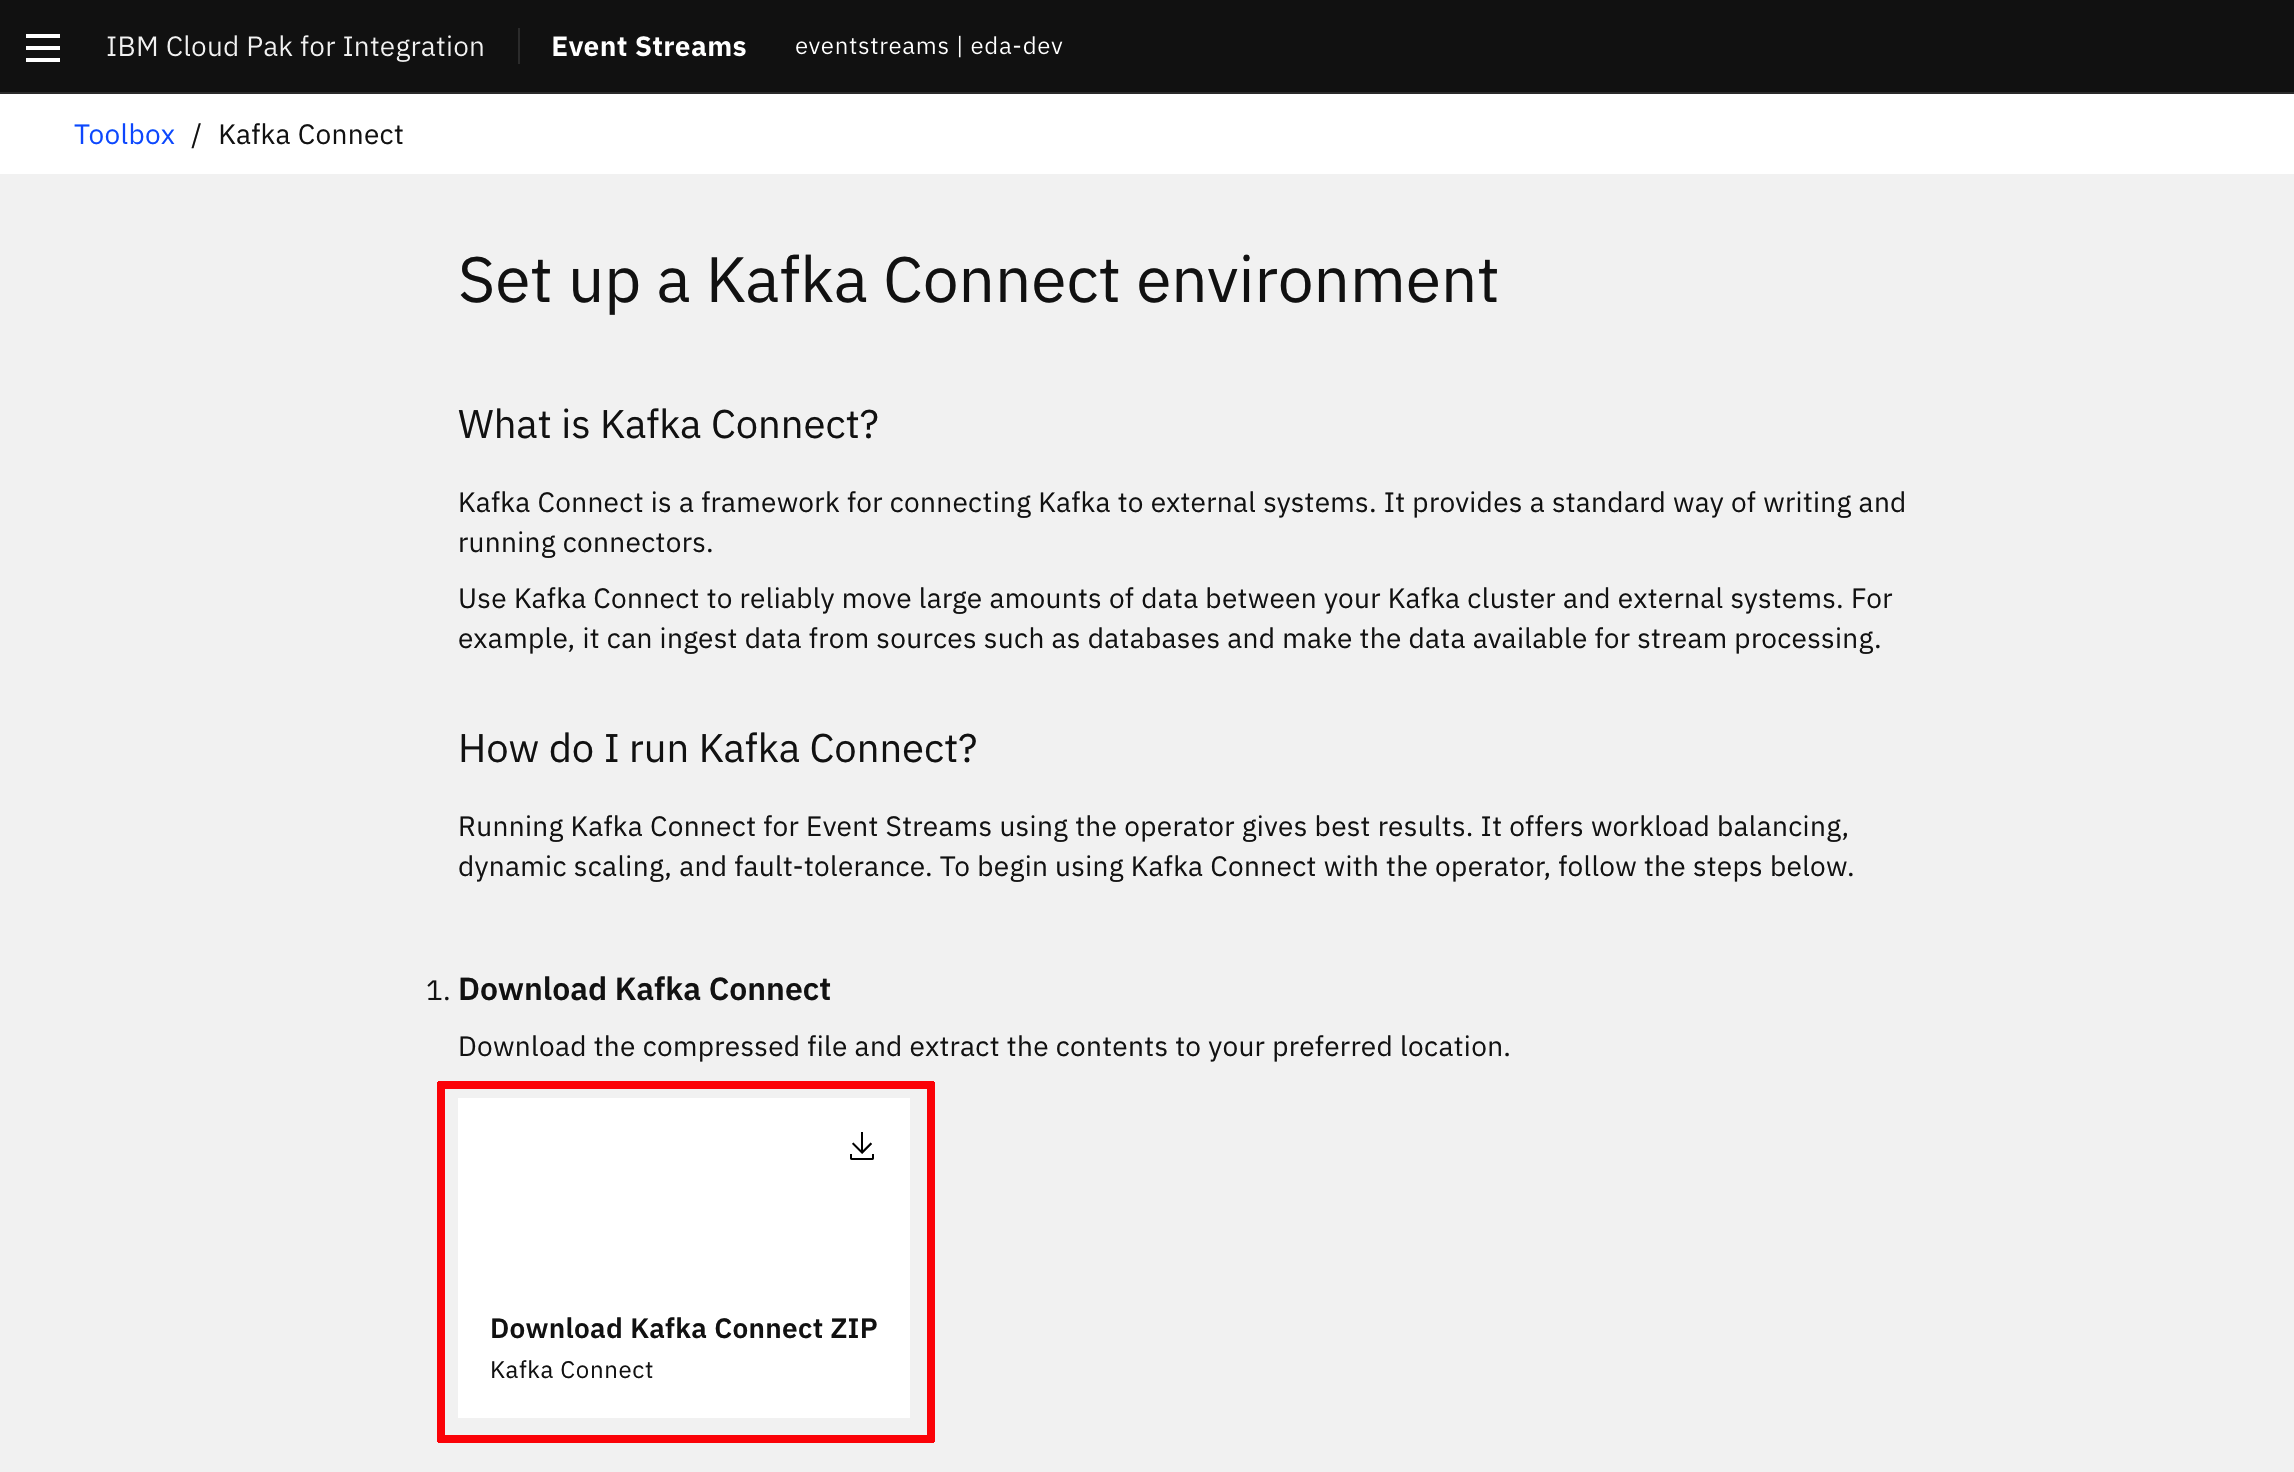 IBM Cloud Pak for Integration Event Streams eventstreams | eda-dev
Toolbox / Kafka Connect
Set up a Kafka Connect environment
What is Kafka Connect?
Kafka Connect is a framework for connecting Kafka to external systems. It provides a standard way of writing and
running connectors.
Use Kafka Connect to reliably move large amounts of data between your Kafka cluster and external systems. For
example, it can ingest data from sources such as databases and make the data available for stream processing.
How do I run Kafka Connect?
Running Kafka Connect for Event Streams using the operator gives best results. It offers workload balancing,
dynamic scaling, and fault-tolerance. To begin using Kafka Connect with the operator, follow the steps below.
1. Download Kafka Connect
Download the compressed file and extract the contents to your preferred location.
Download Kafka Connect ZIP
Kafka Connect